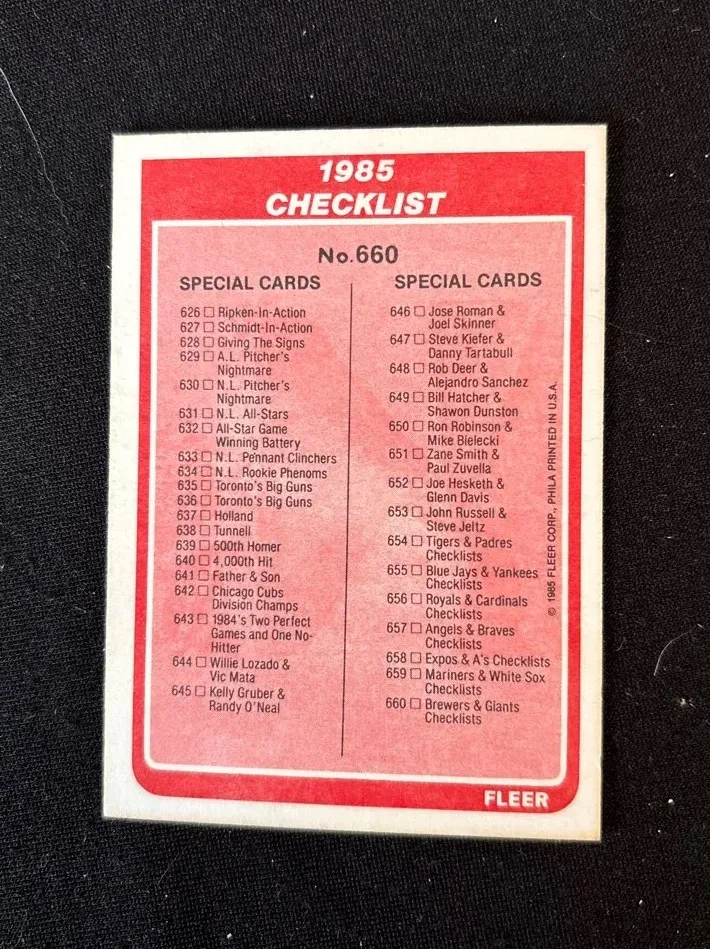 1985
CHECKLIST
No.660
SPECIAL CARDS
626 □ Ripken-In-Action
627 □ Schmidt-In-Action
628 □ Giving The Signs
629 □ A.L. Pitcher's
Nightmare
630 □ N.L. Pitcher's
Nightmare
631 □ N.L. All-Stars
632 □ All-Star Game
Winning Battery
633 □ N.L. Pennant Clinchers
634 □ N.L. Rookie Phenoms
635 □ Toronto's Big Guns
636 □ Toronto's Big Guns
637 □ Holland
638 □ Tunnell
639 □ 500th Homer
640 □ 4,000th Hit
641 □ Father & Son
642 □ Chicago Cubs
Division Champs
643 □ 1984's Two Perfect
Games and One No-
Hitter
644 □ Willie Lozado &
Vic Mata
645 □ Kelly Gruber &
Randy O'Neal
SPECIAL CARDS
646 □ Jose Roman &
Joel Skinner
647 □ Steve Kiefer &
Danny Tartabull
648 □ Rob Deer &
Alejandro Sanchez
649 □ Bill Hatcher &
Shawon Dunston
650 □ Ron Robinson &
Mike Bielecki
651 □ Zane Smith &
Paul Zuvella
652 □ Joe Hesketh &
Glenn Davis
653 □ John Russell &
Steve Jeltz
654 □ Tigers & Padres
Checklists
655 □ Blue Jays & Yankees
Checklists
656 □ Royals & Cardinals
Checklists
657 □ Angels & Braves
Checklists
658 □ Expos & A's Checklists
659 □ Mariners & White Sox
Checklists
660 □ Brewers & Giants
Checklists
© 1985 FLEER CORP., PHILA PRINTED IN U.S.A.
FLEER